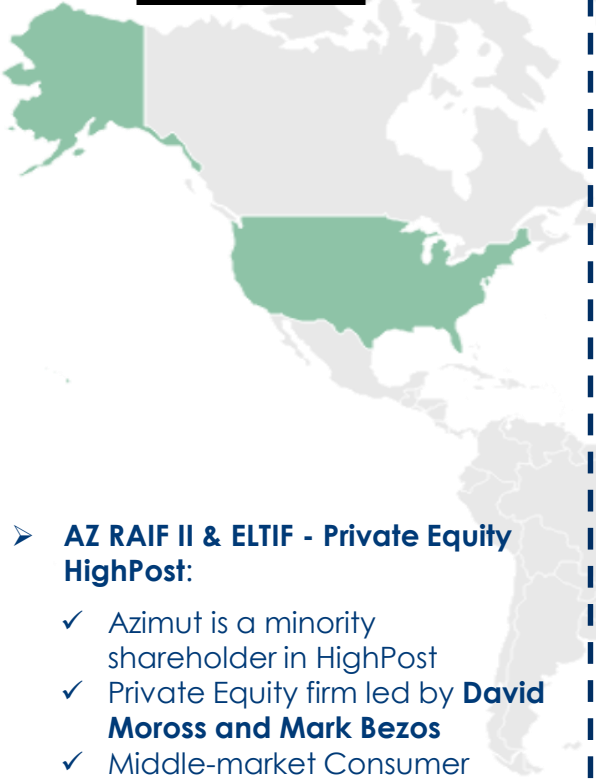 ➢ AZ RAIF II & ELTIF - Private Equity
HighPost:
✓ Azimut is a minority
shareholder in HighPost
✓ Private Equity firm led by David
Moross and Mark Bezos
✓ Middle-market Consumer